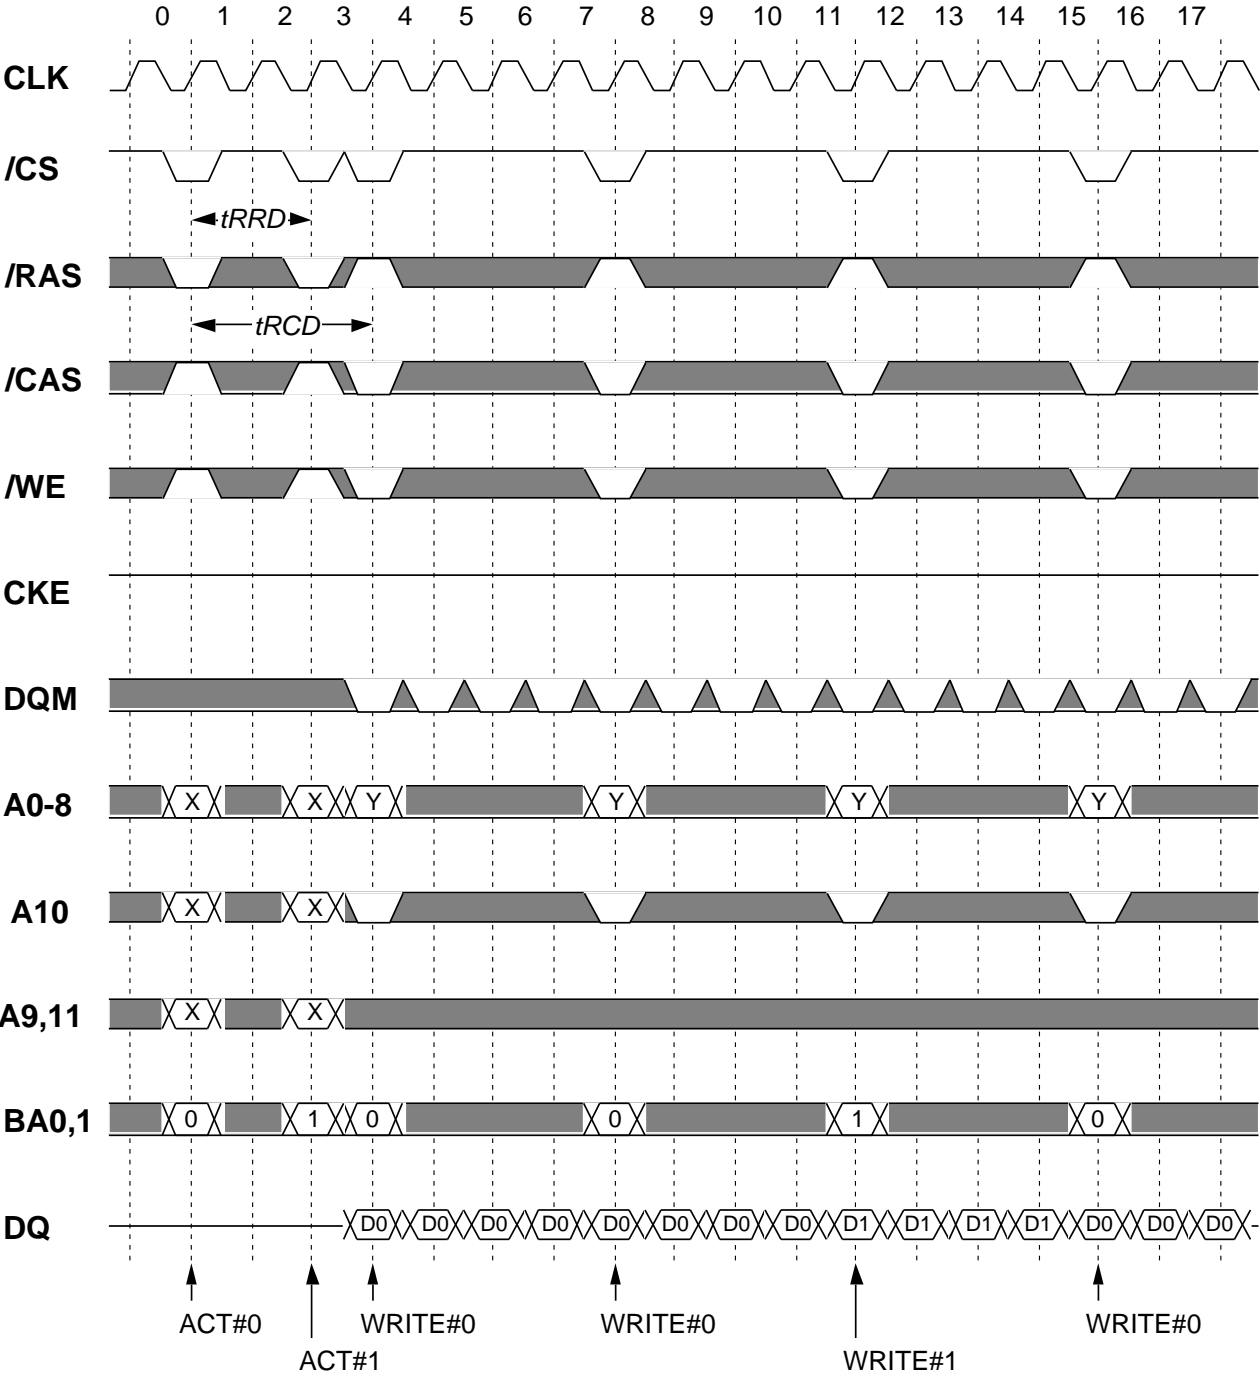 0 1 2 3 4 5 6 7 8 9 10 11 12 13 14 15 16 17
CLK
/CS
tRRD
/RAS
tRCD
/CAS
/WE
CKE
DQM
A0-8 X X Y Y Y Y
A10 X X
A9,11 X X
BA0,1 0 1 0 0 1 0
DQ D0 D0 D0 D0 D0 D0 D0 D0 D1 D1 D1 D1 D0 D0 D0
ACT#0 WRITE#0 WRITE#0 WRITE#0
ACT#1 WRITE#1